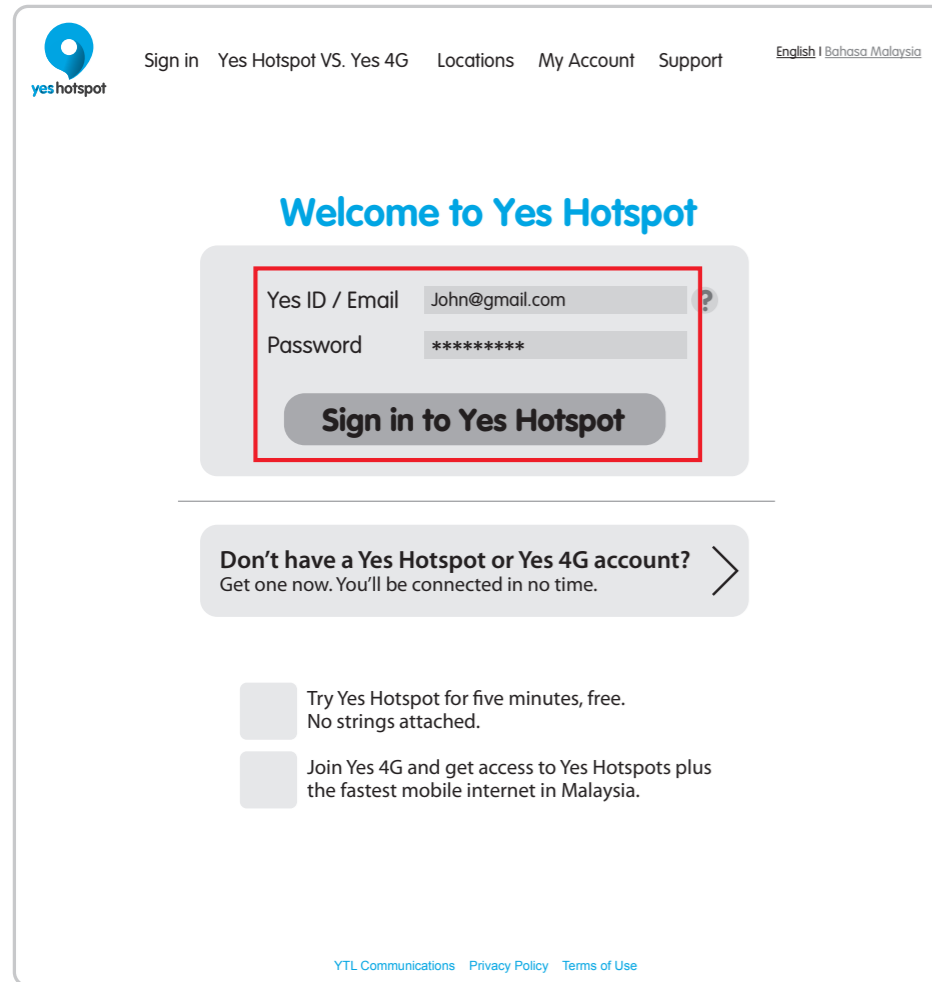 yes hotspot
Sign in Yes Hotspot VS. Yes 4G Locations My Account Support English I Bahasa Malaysia
Welcome to Yes Hotspot
Yes ID / Email John@gmail.com ?
Password *********
Sign in to Yes Hotspot
Don't have a Yes Hotspot or Yes 4G account?
Get one now. You'll be connected in no time.
Try Yes Hotspot for five minutes, free.
No strings attached.
Join Yes 4G and get access to Yes Hotspots plus
the fastest mobile internet in Malaysia.
YTL Communications Privacy Policy Terms of Use